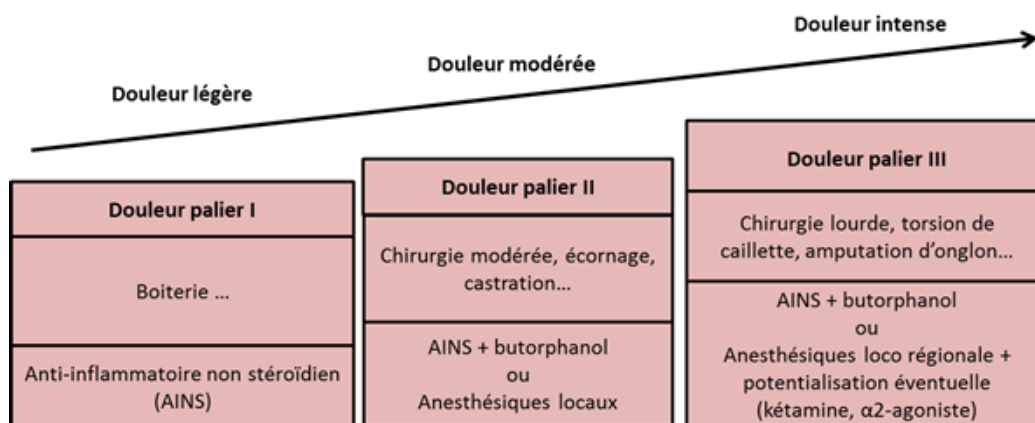 Douleur intense
Douleur modérée
Douleur légère
Douleur palier I
Boiterie ...
Anti-inflammatoire non stéroïdien
(AINS)
Douleur palier II
Chirurgie modérée, écornage,
castration...
AINS + butorphanol
ou
Anesthésiques locaux
Douleur palier III
Chirurgie lourde, torsion de
caillette, amputation d’onglon...
AINS + butorphanol
ou
Anesthésiques loco régionale +
potentialisation éventuelle
(kétamine, α2-agoniste)